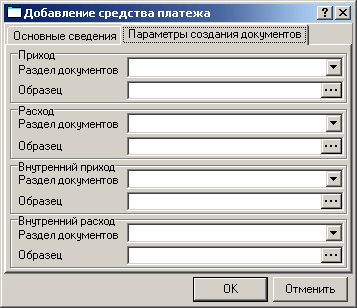 Добавление средства платежа
Основные сведения
Параметры создания документов
Приход
Раздел документов
Образец
Расход
Раздел документов
Образец
Внутренний приход
Раздел документов
Образец
Внутренний расход
Раздел документов
Образец
OK
Отменить